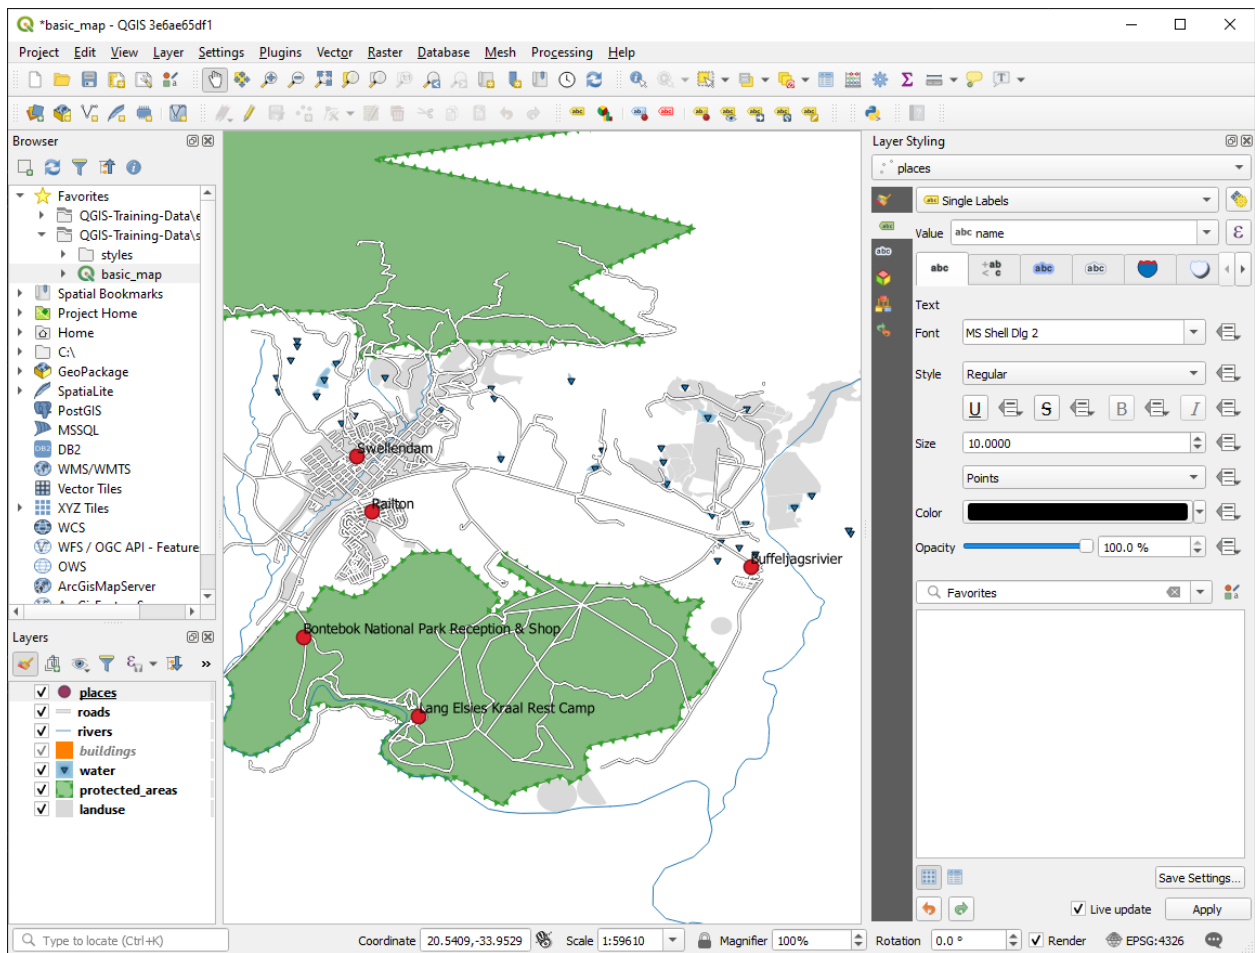 *basic_map - QGIS 3e6ae65df1
Project Edit View Layer Settings Plugins Vector Raster Database Mesh Processing Help
Browser
Favorites
QGIS-Training-Data\e
QGIS-Training-Data\s
styles
basic_map
Spatial Bookmarks
Project Home
Home
C:\
GeoPackage
SpatiaLite
PostGIS
MSSQL
DB2
WMS/WMTS
Vector Tiles
XYZ Tiles
WCS
WFS / OGC API - Feature
OWS
ArcGisMapServer
Layers
places
roads
rivers
buildings
water
protected_areas
landuse
Swellendam
Railton
Buffeljagsrivier
Bontebok National Park Reception & Shop
Lang Elsies Kraal Rest Camp
Layer Styling
places
Single Labels
Value abc name
abc +ab < c abc abc
Text
Font MS Shell Dlg 2
Style Regular
U S B I
Size 10.0000
Points
Color
Opacity 100.0 %
Favorites
Save Settings...
Live update Apply
Type to locate (Ctrl+K) Coordinate 20.5409,-33.9529 Scale 1:59610 Magnifier 100% Rotation 0.0 ° Render EPSG:4326